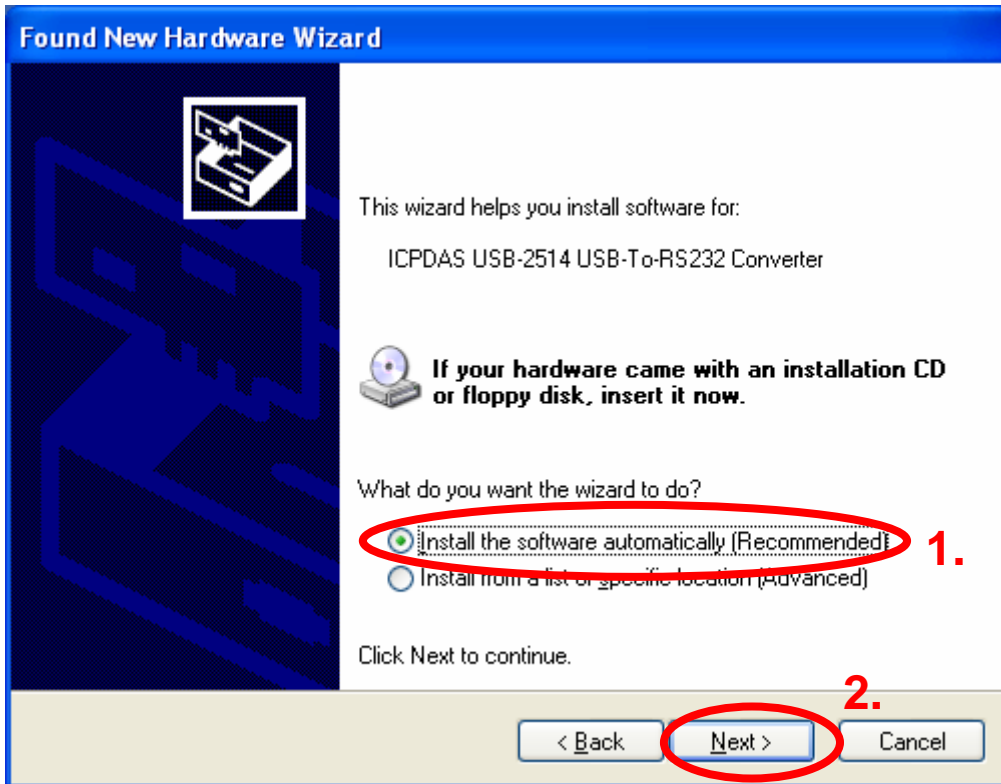 Found New Hardware Wizard
This wizard helps you install software for:
ICPDAS USB-2514 USB-To-RS232 Converter
If your hardware came with an installation CD
or floppy disk, insert it now.
What do you want the wizard to do?
Install the software automatically (Recommended)
1.
Install from a list or specific location (Advanced)
Click Next to continue.
2.
< Back
Next >
Cancel